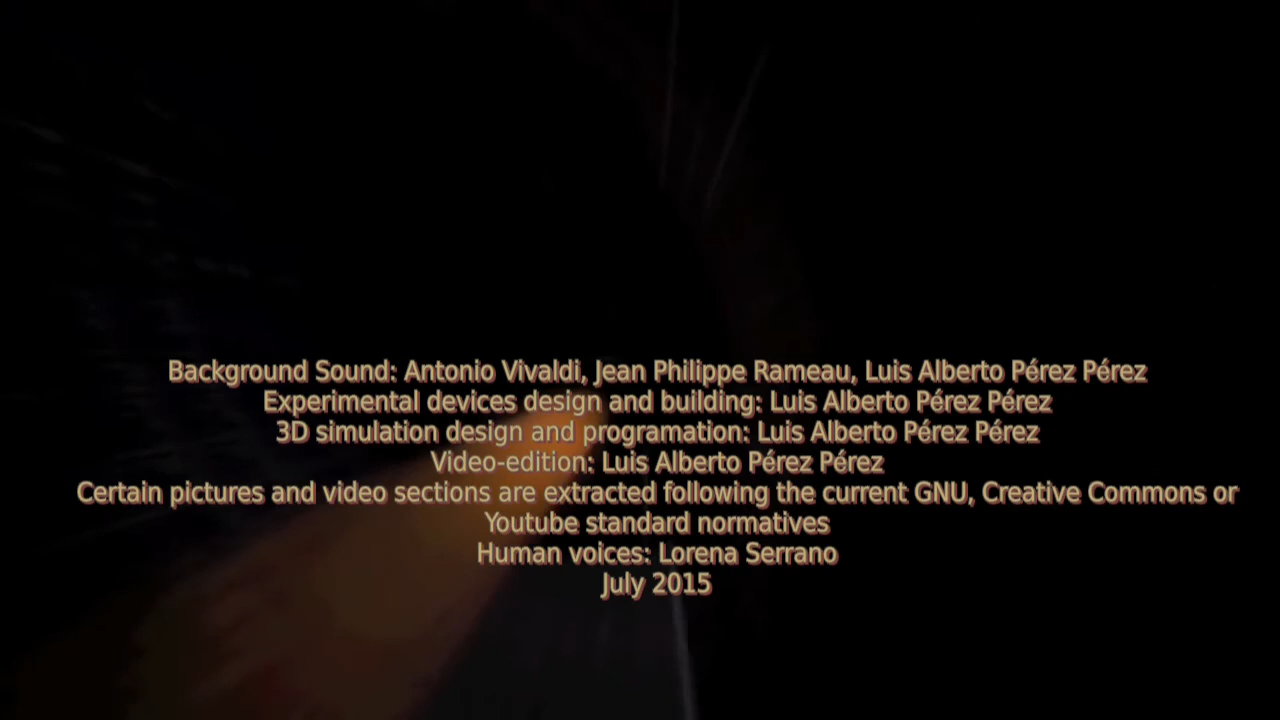 Background Sound: Antonio Vivaldi, Jean Philippe Rameau, Luis Alberto Pérez Pérez
Experimental devices design and building: Luis Alberto Pérez Pérez
3D simulation design and programation: Luis Alberto Pérez Pérez
Video-edition: Luis Alberto Pérez Pérez
Certain pictures and video sections are extracted following the current GNU, Creative Commons or
Youtube standard normatives
Human voices: Lorena Serrano
July 2015